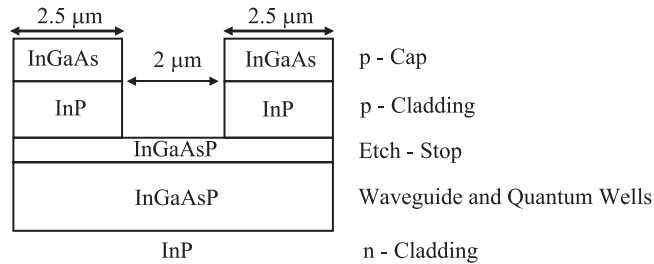 2.5 μm 2.5 μm
InGaAs 2 μm InGaAs p - Cap
InP InP p - Cladding
InGaAsP Etch - Stop
InGaAsP Waveguide and Quantum Wells
InP n - Cladding